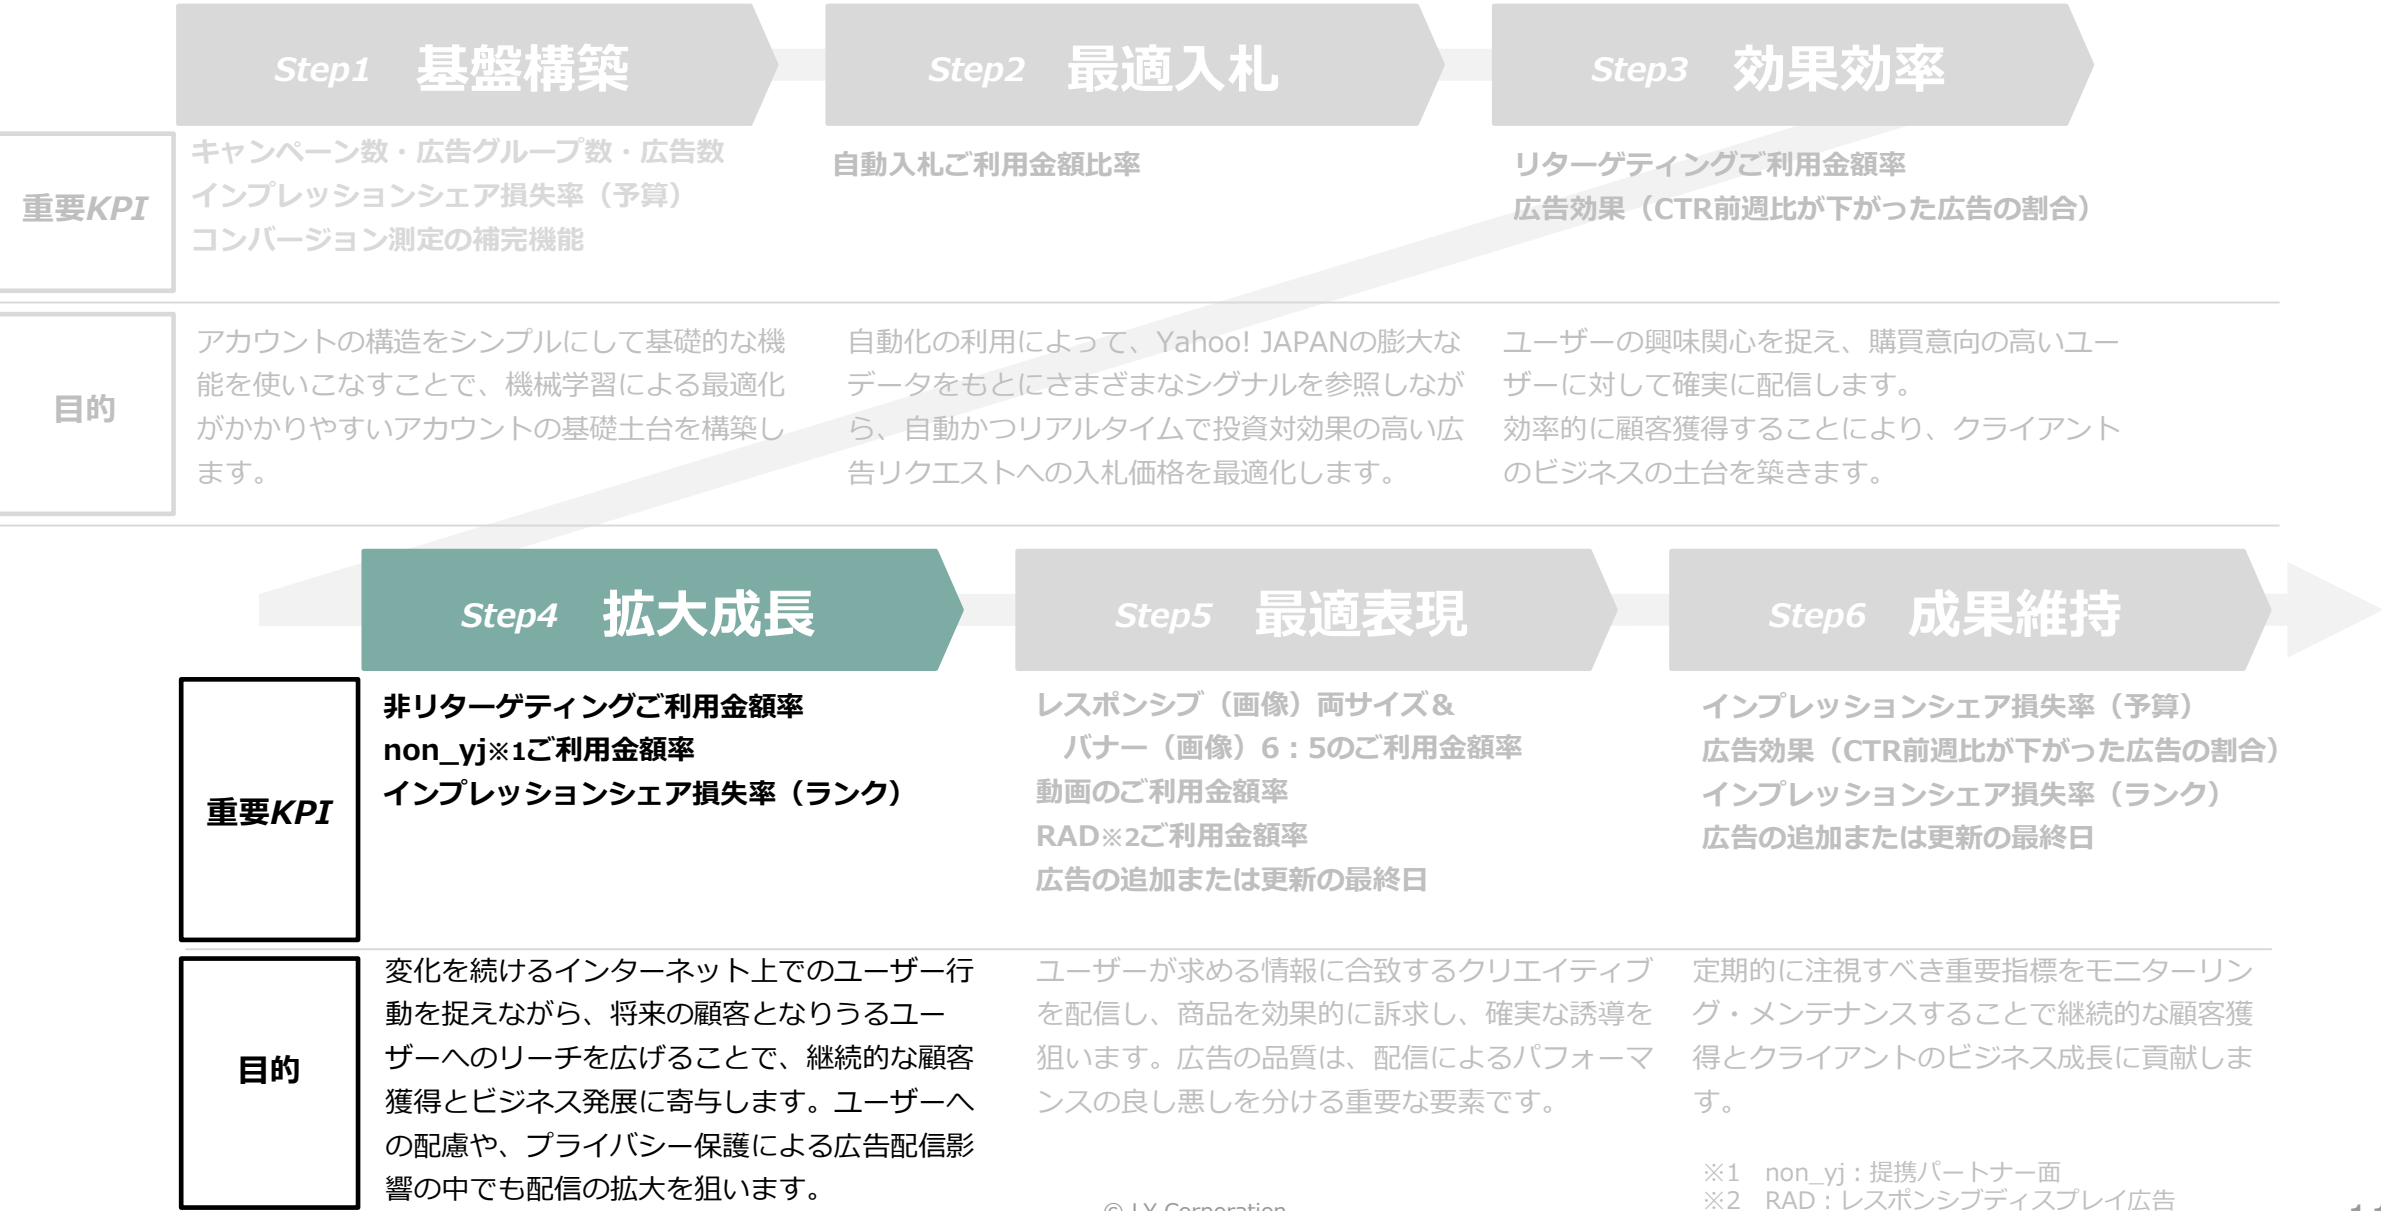 Step1 基盤構築
Step2 最適入札
Step3 効果効率
重要KPI
キャンペーン数・広告グループ数・広告数
インプレッションシェア損失率（予算）
コンバージョン測定の補完機能
自動入札ご利用金額比率
リターゲティングご利用金額率
広告効果（CTR前週比が下がった広告の割合）
目的
アカウントの構造をシンプルにして基礎的な機
能を使いこなすことで、機械学習による最適化
がかかりやすいアカウントの基礎土台を構築し
ます。
自動化の利用によって、Yahoo! JAPANの膨大な
データをもとにさまざまなシグナルを参照しなが
ら、自動かつリアルタイムで投資対効果の高い広
告リクエストへの入札価格を最適化します。
ユーザーの興味関心を捉え、購買意向の高いユー
ザーに対して確実に配信します。
効率的に顧客獲得することにより、クライアント
のビジネスの土台を築きます。
Step4 拡大成長
Step5 最適表現
Step6 成果維持
重要KPI
非リターゲティングご利用金額率
non_yj※1ご利用金額率
インプレッションシェア損失率（ランク）
レスポンシブ（画像）両サイズ＆
バナー（画像）6：5のご利用金額率
動画のご利用金額率
RAD※2ご利用金額率
広告の追加または更新の最終日
インプレッションシェア損失率（予算）
広告効果（CTR前週比が下がった広告の割合）
インプレッションシェア損失率（ランク）
広告の追加または更新の最終日
目的
変化を続けるインターネット上でのユーザー行
動を捉えながら、将来の顧客となりうるユー
ザーへのリーチを広げることで、継続的な顧客
獲得とビジネス発展に寄与します。ユーザーへ
の配慮や、プライバシー保護による広告配信影
響の中でも配信の拡大を狙います。
ユーザーが求める情報に合致するクリエイティブ
を配信し、商品を効果的に訴求し、確実な誘導を
狙います。広告の品質は、配信によるパフォーマ
ンスの良し悪しを分ける重要な要素です。
定期的に注視すべき重要指標をモニターリン
グ・メンテナンスすることで継続的な顧客獲
得とクライアントのビジネス成長に貢献しま
す。
※1 non_yj：提携パートナー面
※2 RAD：レスポンシブディスプレイ広告
© LY Corporation